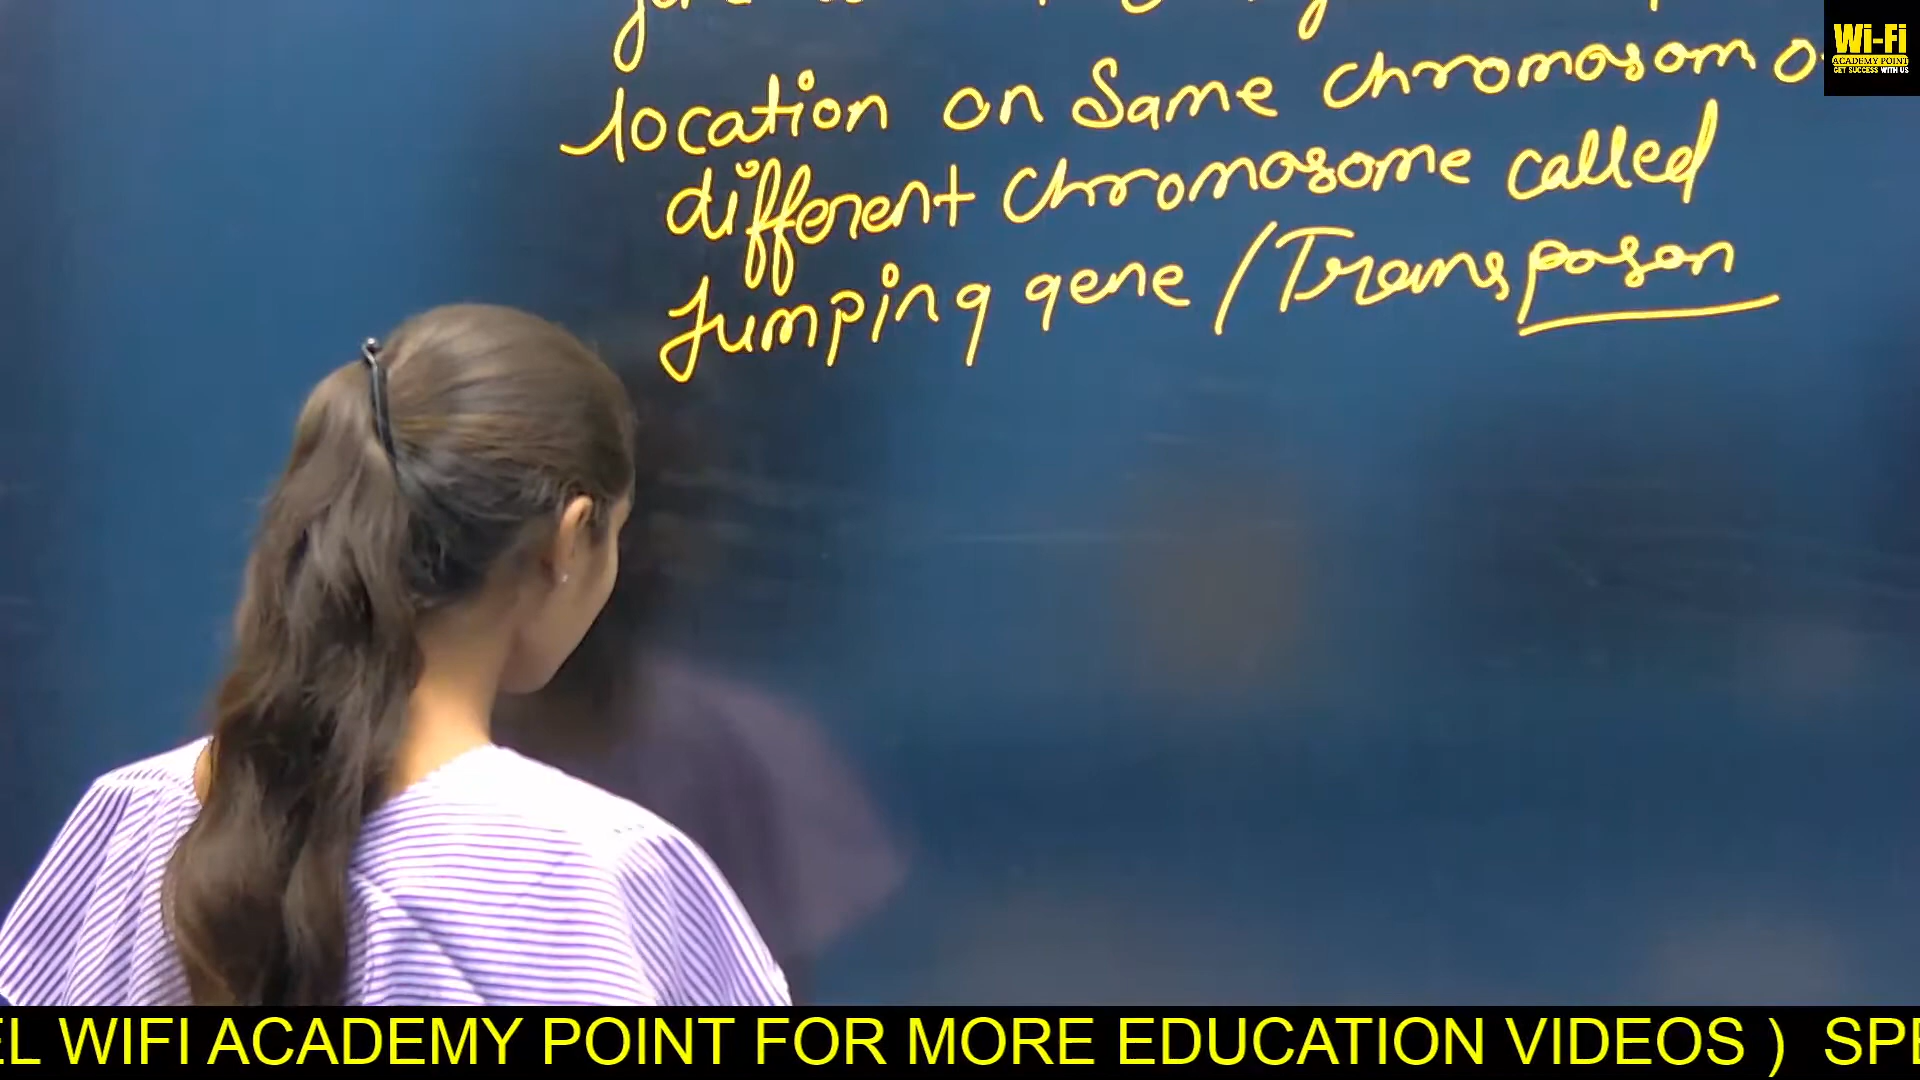 location on Same chromosom o
different chromosome called
Jumping gene / Transposon
Wi-Fi
ACADEMY POINT
GET SUCCESS WITH US
EL WIFI ACADEMY POINT FOR MORE EDUCATION VIDEOS ) SPE